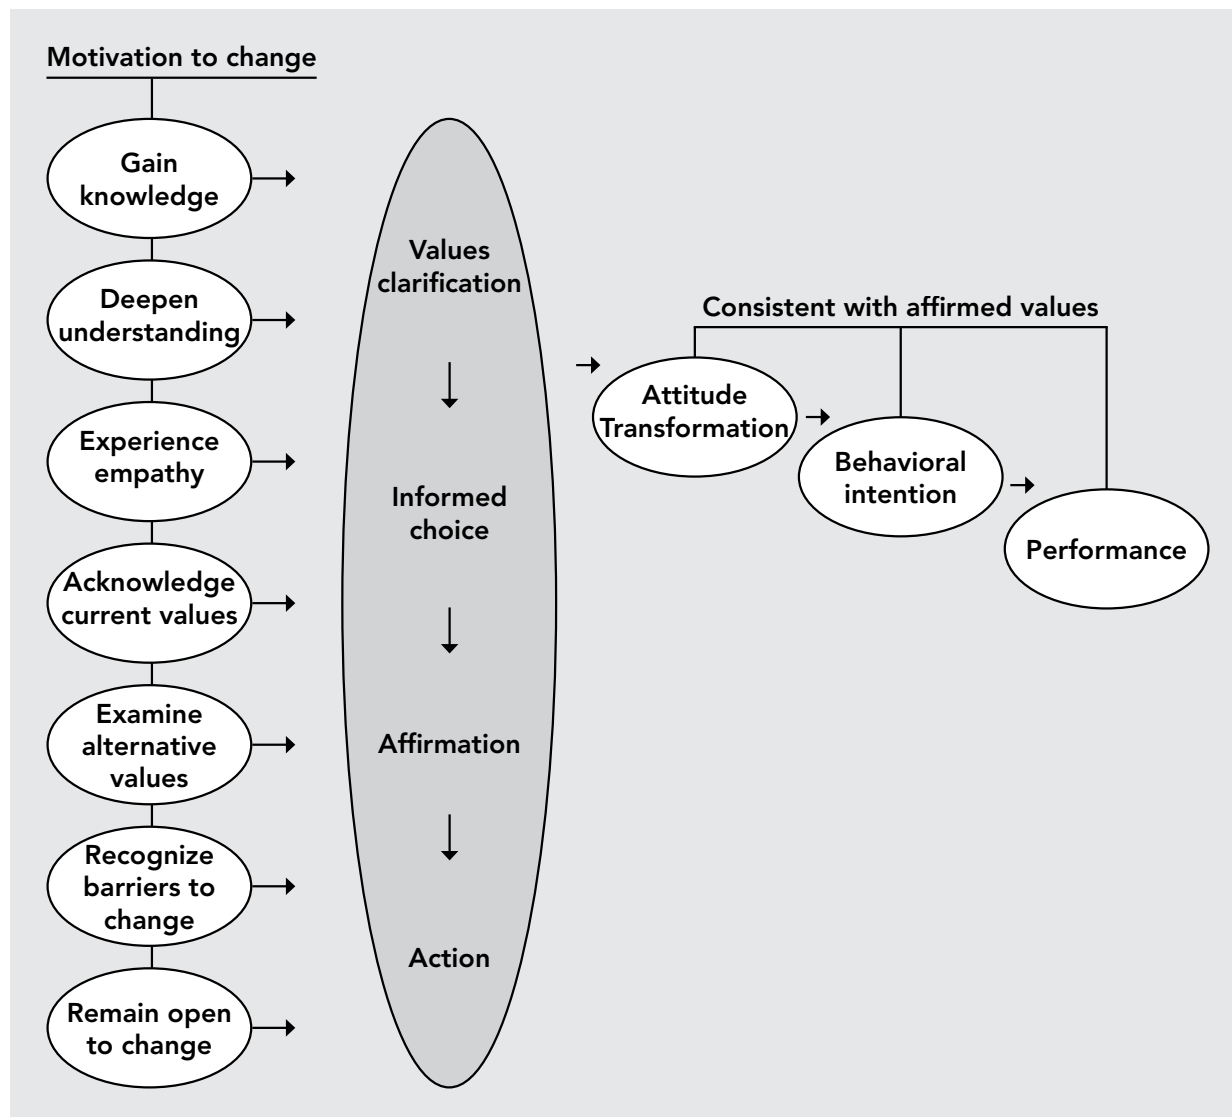 Motivation to change
Gain
knowledge
Deepen
understanding
Experience
empathy
Acknowledge
current values
Examine
alternative
values
Recognize
barriers to
change
Remain open
to change
Values
clarification
Informed
choice
Affirmation
Action
Consistent with affirmed values
Attitude
Transformation
Behavioral
intention
Performance